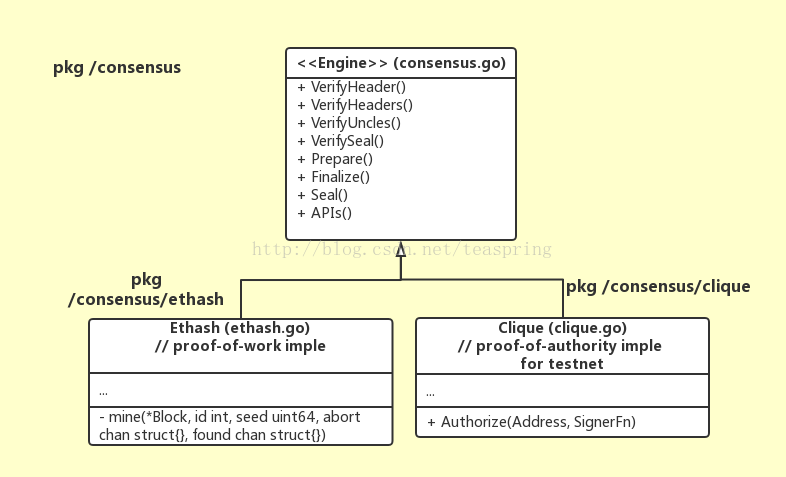 pkg /consensus
<<Engine>> (consensus.go)
+ VerifyHeader()
+ VerifyHeaders()
+ VerifyUncles()
+ VerifySeal()
+ Prepare()
+ Finalize()
+ Seal()
+ APIs()
http://blog.csdn.net/teaspring
pkg
/consensus/ethash
pkg /consensus/clique
Ethash (ethash.go)
// proof-of-work imple
...
- mine(*Block, id int, seed uint64, abort
chan struct{}, found chan struct{})
Clique (clique.go)
// proof-of-authority imple
for testnet
...
+ Authorize(Address, SignerFn)